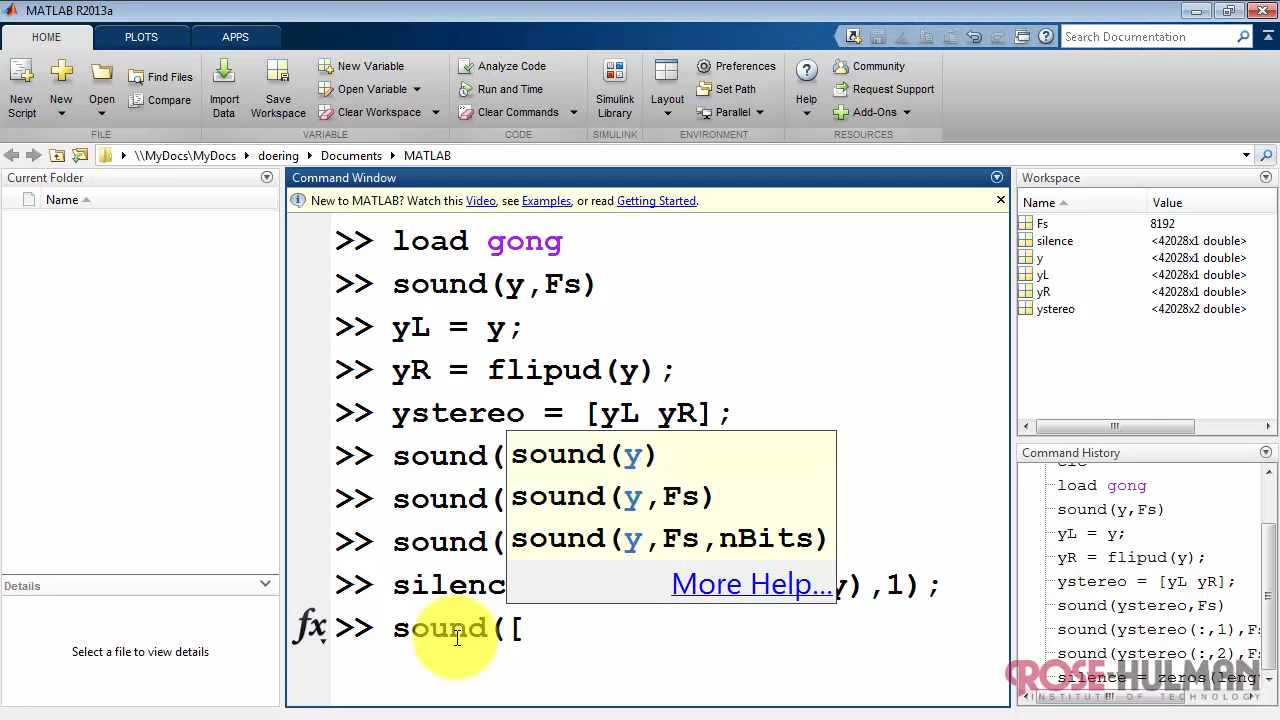 MATLAB R2013a
HOME PLOTS APPS Search Documentation
New Script New Open Find Files Compare Import Data Save Workspace New Variable Open Variable Clear Workspace Analyze Code Run and Time Clear Commands Simulink Library Layout Preferences Set Path Parallel Help Community Request Support Add-Ons
FILE VARIABLE CODE SIMULINK ENVIRONMENT RESOURCES
\\MyDocs\MyDocs doering Documents MATLAB
Current Folder
Name
Details
Select a file to view details
Command Window
New to MATLAB? Watch this Video, see Examples, or read Getting Started.
>> load gong
>> sound(y,Fs)
>> yL = y;
>> yR = flipud(y);
>> ystereo = [yL yR];
>> sound(
>> sound(
>> sound(
>> silenc y),1);
fx >> sound([
sound(y)
sound(y,Fs)
sound(y,Fs,nBits)
More Help...
Workspace
Name Value
Fs 8192
silence <42028x1 double>
y <42028x1 double>
yL <42028x1 double>
yR <42028x1 double>
ystereo <42028x2 double>
Command History
load gong
sound(y,Fs)
yL = y;
yR = flipud(y);
ystereo = [yL yR];
sound(ystereo,Fs)
sound(ystereo(:,1),Fs
sound(ystereo(:,2),Fs
silence = zeros(leng
ROSE-HULMAN
INSTITUTE OF TECHNOLOGY